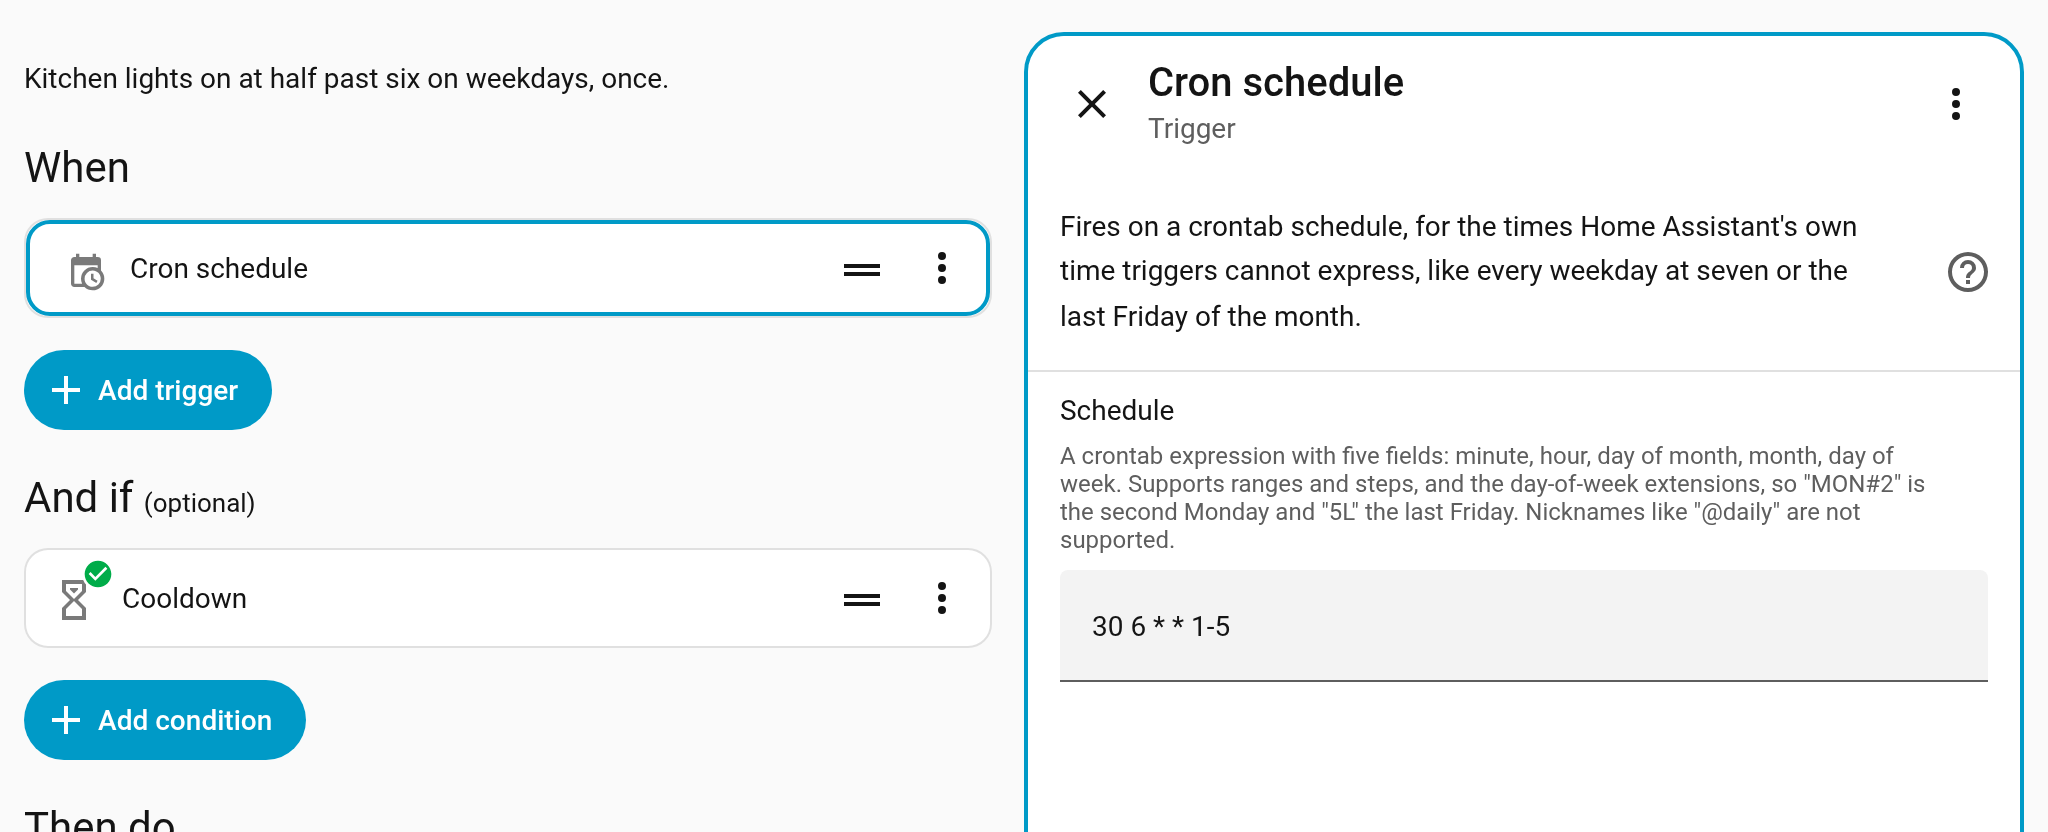 Kitchen lights on at half past six on weekdays, once.
When
Cron schedule
Add trigger
And if (optional)
Cooldown
Add condition
Then do
Cron schedule
Trigger
Fires on a crontab schedule, for the times Home Assistant's own
time triggers cannot express, like every weekday at seven or the
last Friday of the month.
Schedule
A crontab expression with five fields: minute, hour, day of month, month, day of
week. Supports ranges and steps, and the day-of-week extensions, so "MON#2" is
the second Monday and "5L" the last Friday. Nicknames like "@daily" are not
supported.
30 6 * * 1-5